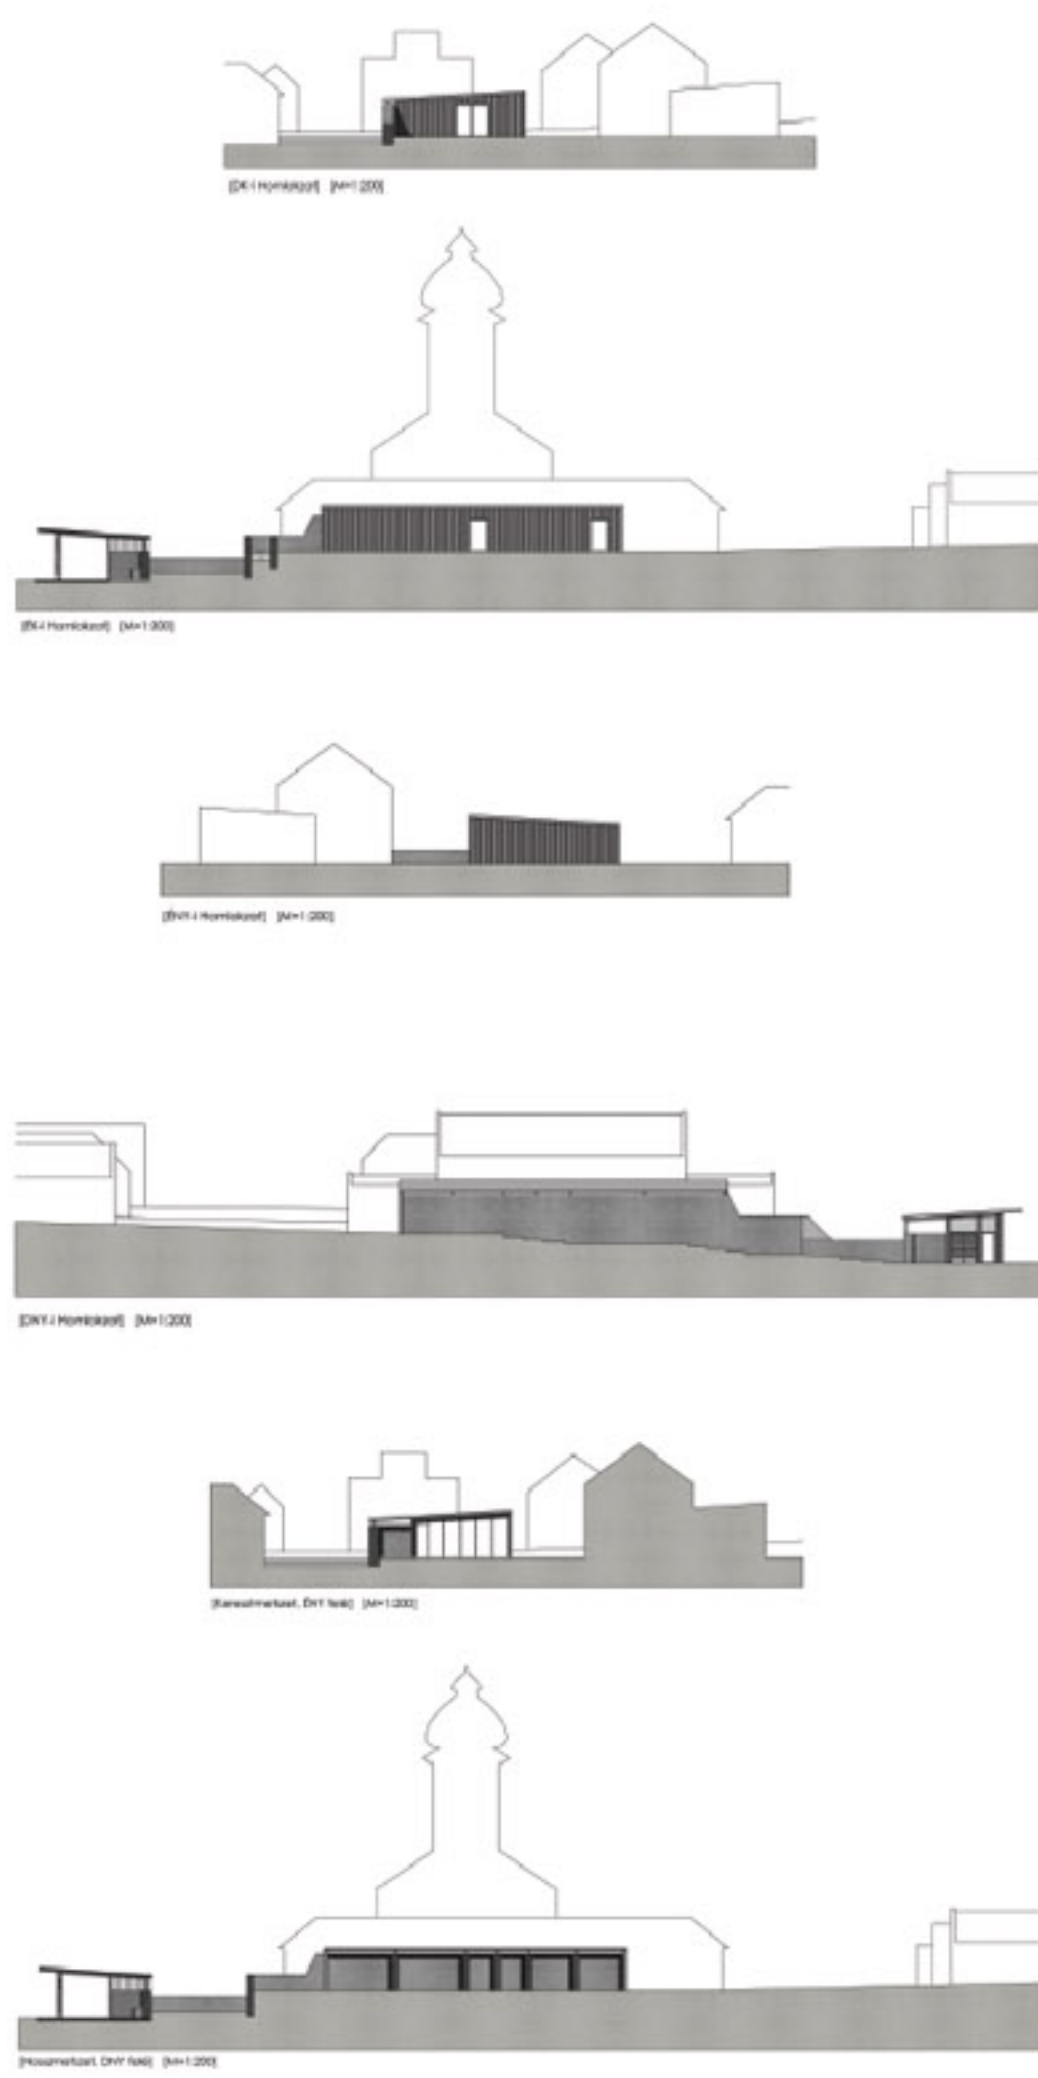 [DK-i Homlokzat] [M=1:200]
[ÉK-i Homlokzat] [M=1:200]
[ÉNY-i Homlokzat] [M=1:200]
[DNY-i Homlokzat] [M=1:200]
[Keresztmetszet, ÉNY felé] [M=1:200]
[Hosszmetszet, DNY felé] [M=1:200]